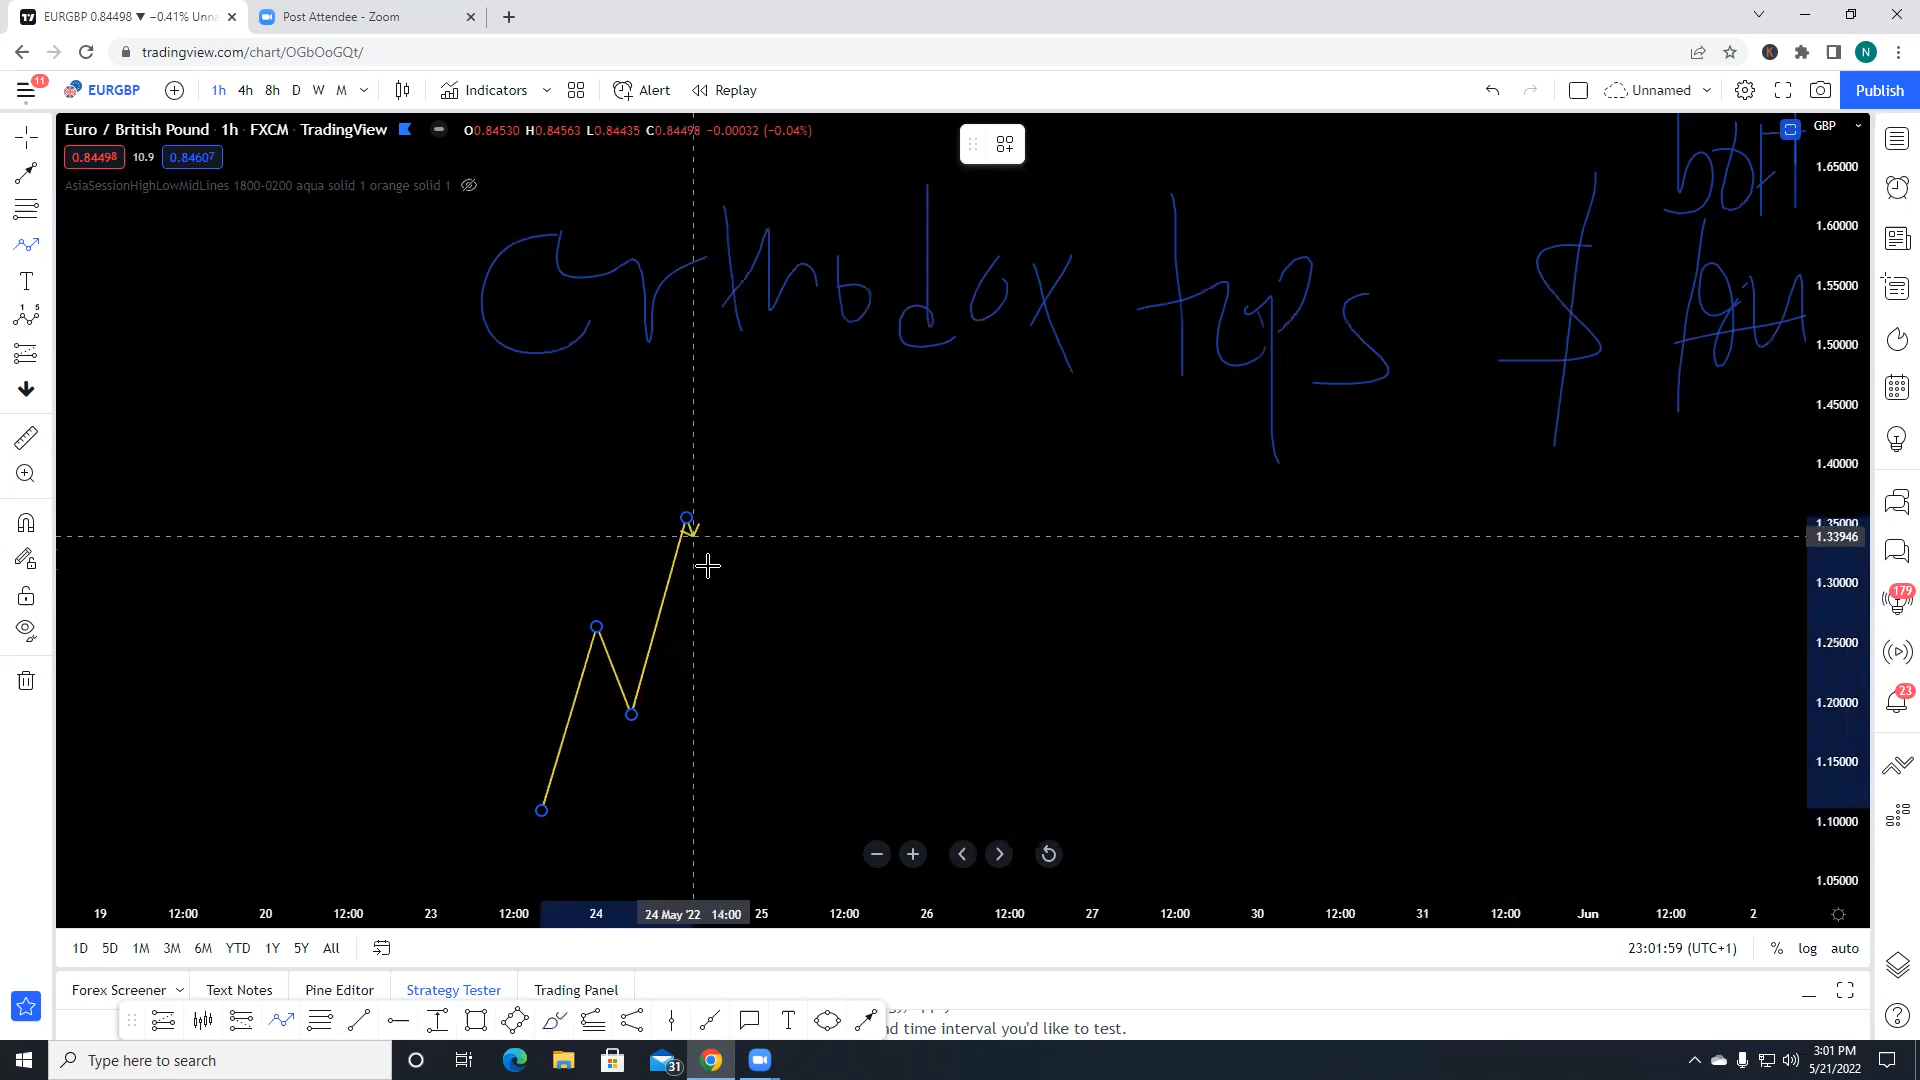 EURGBP 0.84498 ▼ −0.41% Unna
Post Attendee - Zoom
tradingview.com/chart/OGbOoGQt/
N
11
EURGBP
1h 4h 8h D W M
Indicators
Alert
Replay
Unnamed
Publish
Euro / British Pound · 1h · FXCM · TradingView
O0.84530 H0.84563 L0.84435 C0.84498 −0.00032 (−0.04%)
GBP
0.84498 10.9 0.84607
AsiaSessionHighLowMidLines 1800-0200 aqua solid 1 orange solid 1
bott
Orthodox tops $
1.65000
1.60000
1.55000
1.50000
1.45000
1.40000
1.35000
1.33946
1.30000
1.25000
1.20000
1.15000
1.10000
1.05000
179
23
19 12:00 20 12:00 23 12:00 24 24 May '22 14:00 25 12:00 26 12:00 27 12:00 30 12:00 31 12:00 Jun 12:00 2
1D 5D 1M 3M 6M YTD 1Y 5Y All
23:01:59 (UTC+1) % log auto
Forex Screener Text Notes Pine Editor Strategy Tester Trading Panel
nd time interval you'd like to test.
Type here to search
31
3:01 PM
5/21/2022